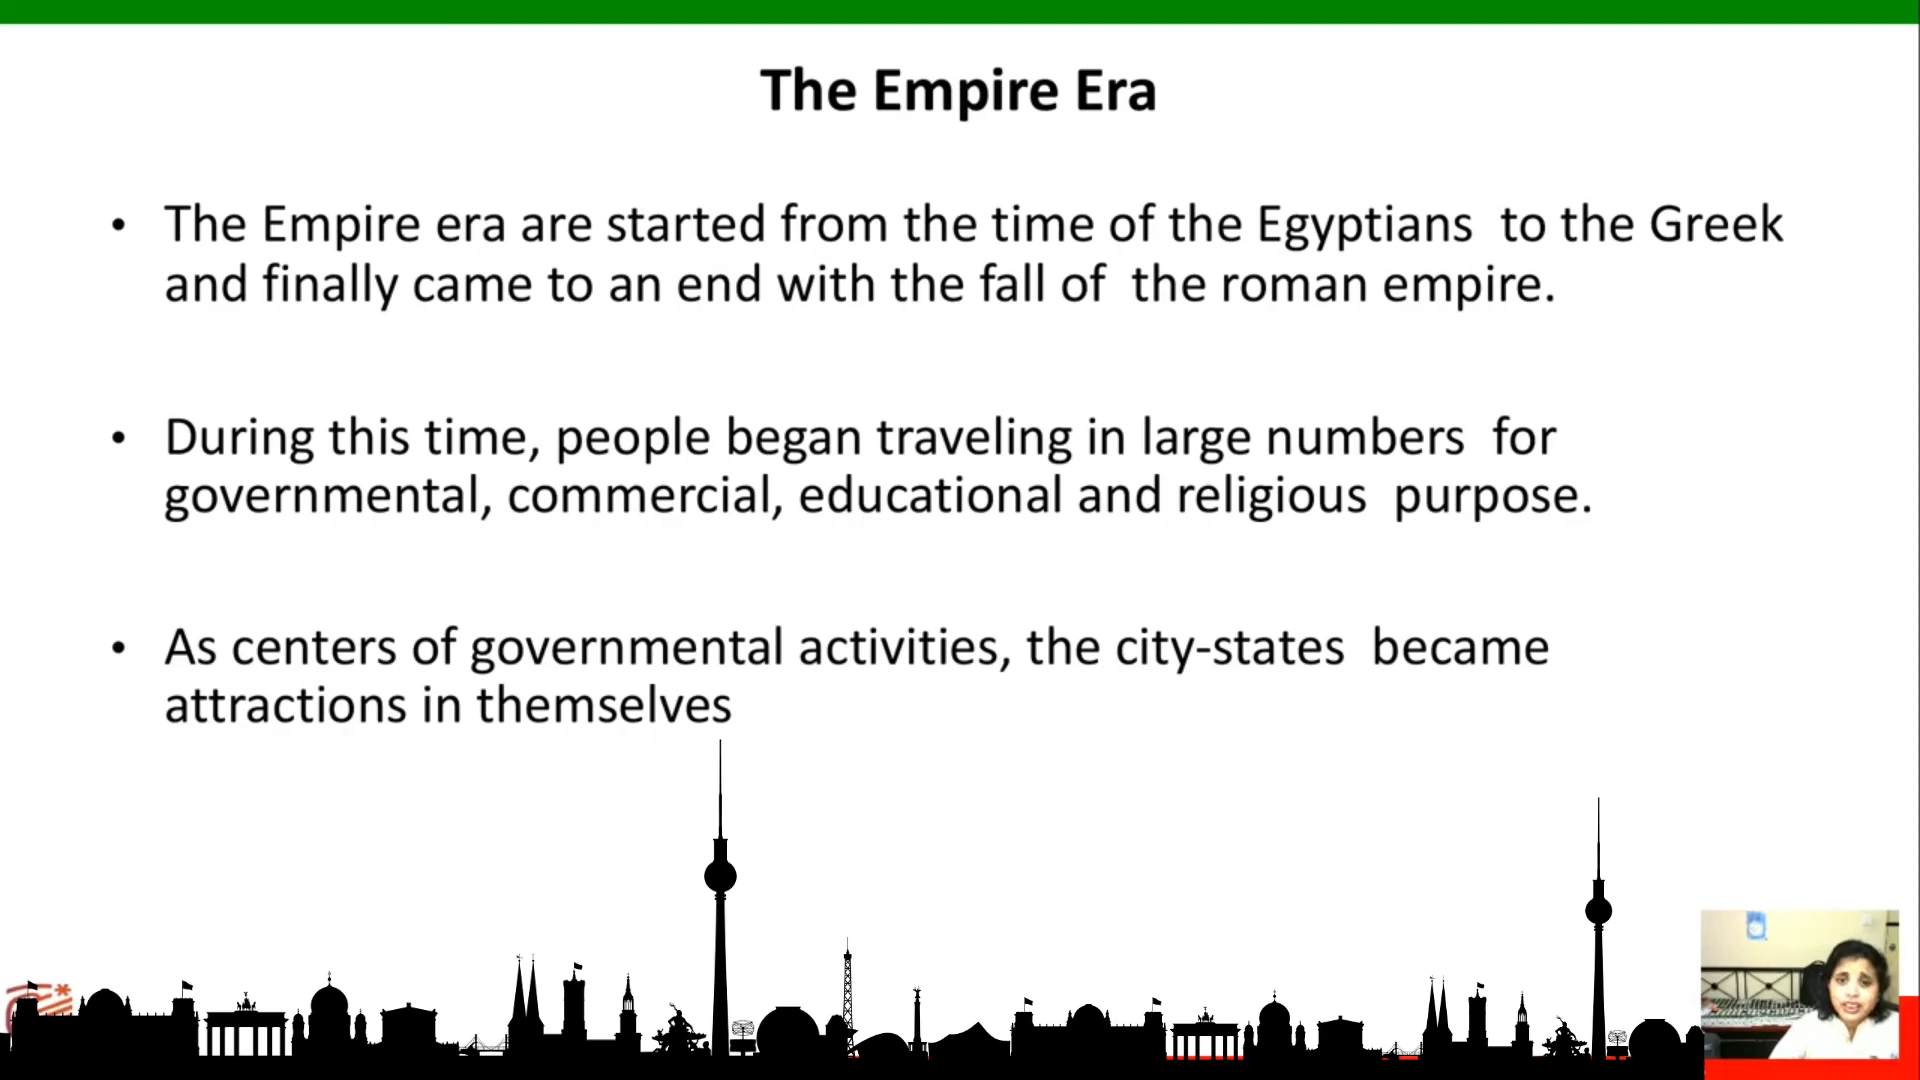 The Empire Era
• The Empire era are started from the time of the Egyptians to the Greek
and finally came to an end with the fall of the roman empire.
• During this time, people began traveling in large numbers for
governmental, commercial, educational and religious purpose.
• As centers of governmental activities, the city-states became
attractions in themselves